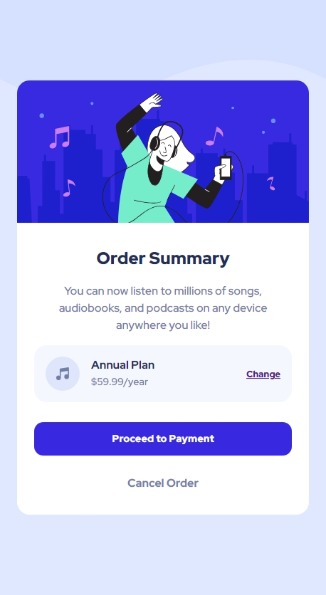 Order Summary
You can now listen to millions of songs,
audiobooks, and podcasts on any device
anywhere you like!
Annual Plan
$59.99/year
Change
Proceed to Payment
Cancel Order